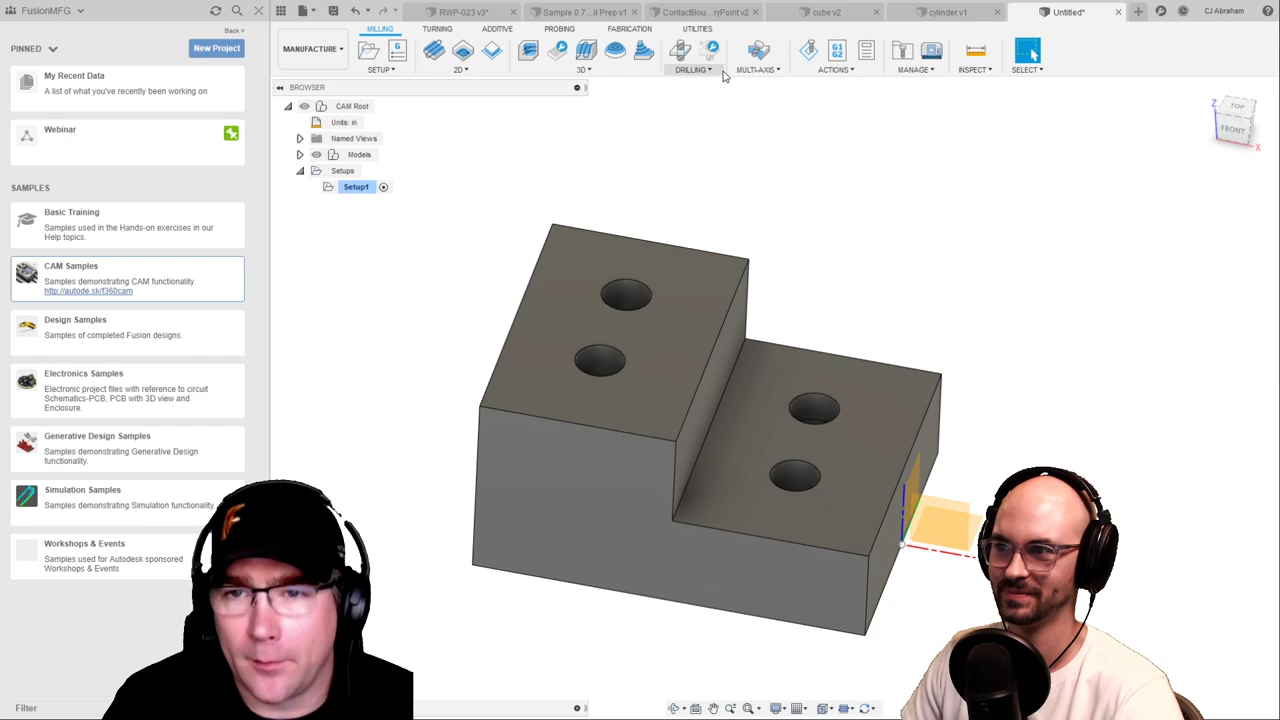 FusionMFG
RWP-023 v3*
Sample 0.7...il Prep v1
ContactBou...ryPoint v2
cube v2
cylinder v1
Untitled*
CJ Abraham
Back >
PINNED
New Project
My Recent Data
A list of what you've recently been working on
Webinar
SAMPLES
Basic Training
Samples used in the Hands-on exercises in our
Help topics.
CAM Samples
Samples demonstrating CAM functionality.
http://autode.sk/f360cam
Design Samples
Samples of completed Fusion designs.
Electronics Samples
Electronic project files with reference to circuit
Schematics-PCB, PCB with 3D view and
Enclosure.
Generative Design Samples
Samples demonstrating Generative Design
functionality.
Simulation Samples
Samples demonstrating Simulation functionality.
Workshops & Events
Samples used for Autodesk sponsored
Workshops & Events
Filter
MANUFACTURE
MILLING
TURNING
ADDITIVE
PROBING
FABRICATION
UTILITIES
G
G1
G2
SETUP
2D
3D
DRILLING
MULTI-AXIS
ACTIONS
MANAGE
INSPECT
SELECT
BROWSER
CAM Root
Units: in
Named Views
Models
Setups
Setup1
Z
TOP
FRONT
X